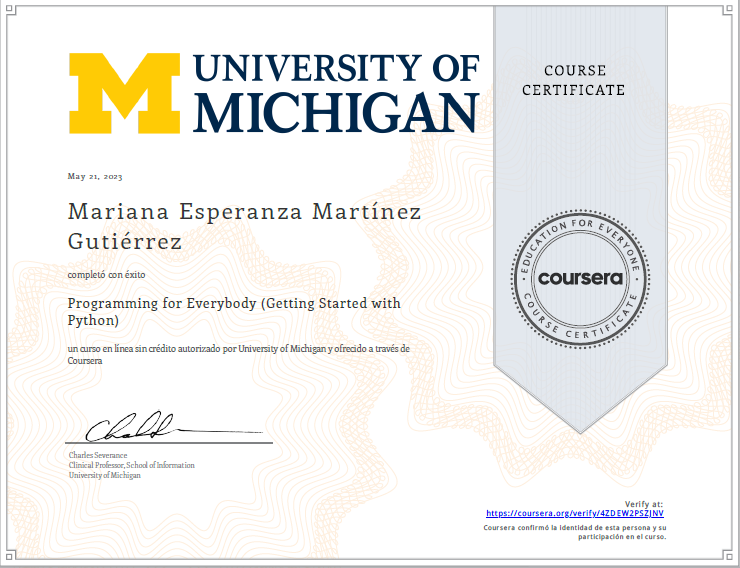 UNIVERSITY OF
MICHIGAN
COURSE
CERTIFICATE
May 21, 2023
Mariana Esperanza Martínez
Gutiérrez
completó con éxito
Programming for Everybody (Getting Started with
Python)
un curso en línea sin crédito autorizado por University of Michigan y ofrecido a través de
Coursera
EDUCATION FOR EVERYONE
coursera
COURSE CERTIFICATE
Charles Severance
Clinical Professor, School of Information
University of Michigan
Verify at:
https://coursera.org/verify/4ZDEW2PSZJNV
Coursera confirmó la identidad de esta persona y su
participación en el curso.